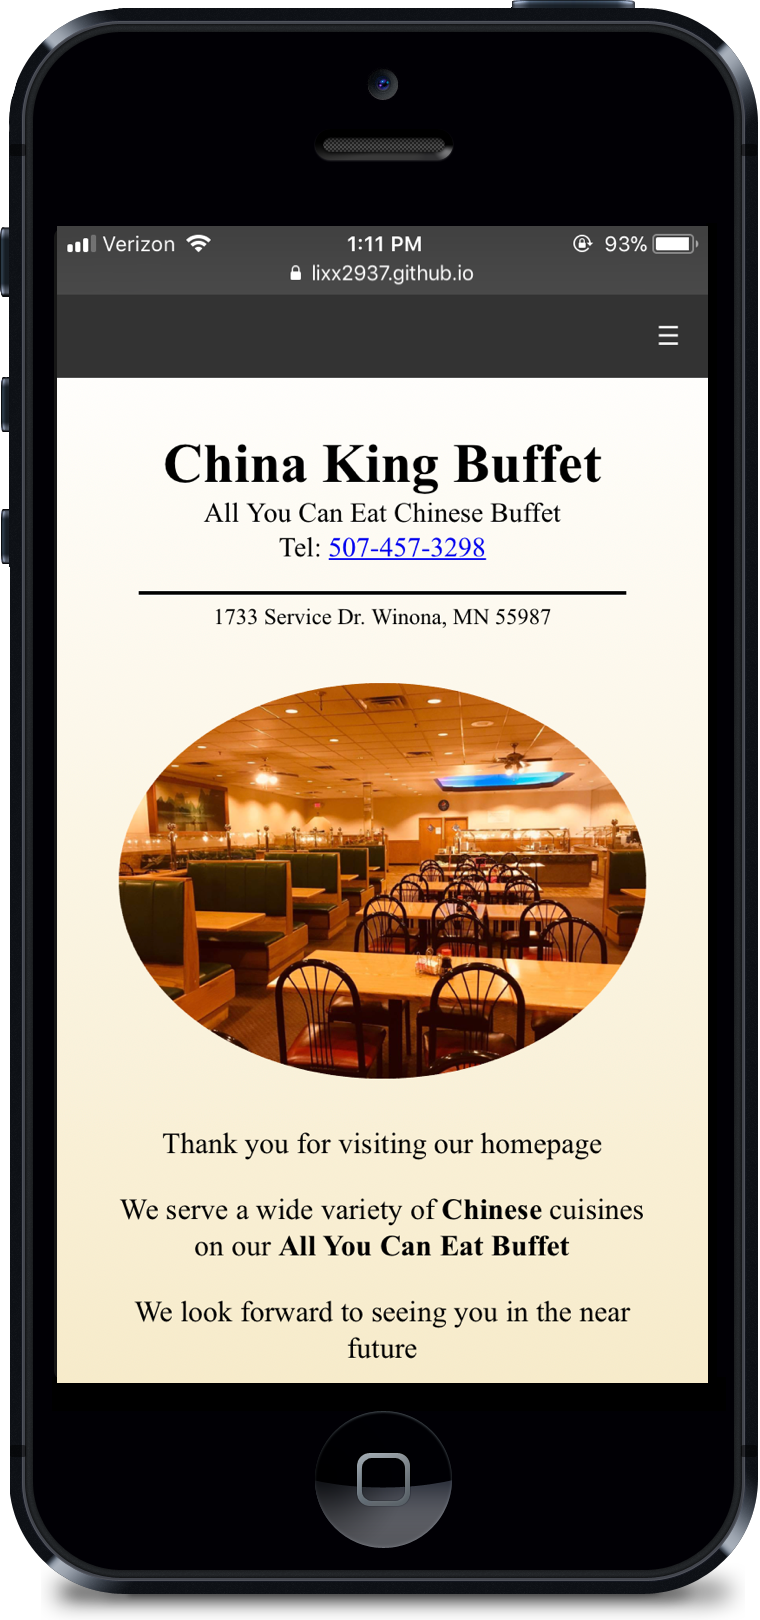 Verizon 1:11 PM 93%
lixx2937.github.io
China King Buffet
All You Can Eat Chinese Buffet
Tel: 507-457-3298
1733 Service Dr. Winona, MN 55987
Thank you for visiting our homepage
We serve a wide variety of Chinese cuisines
on our All You Can Eat Buffet
We look forward to seeing you in the near
future